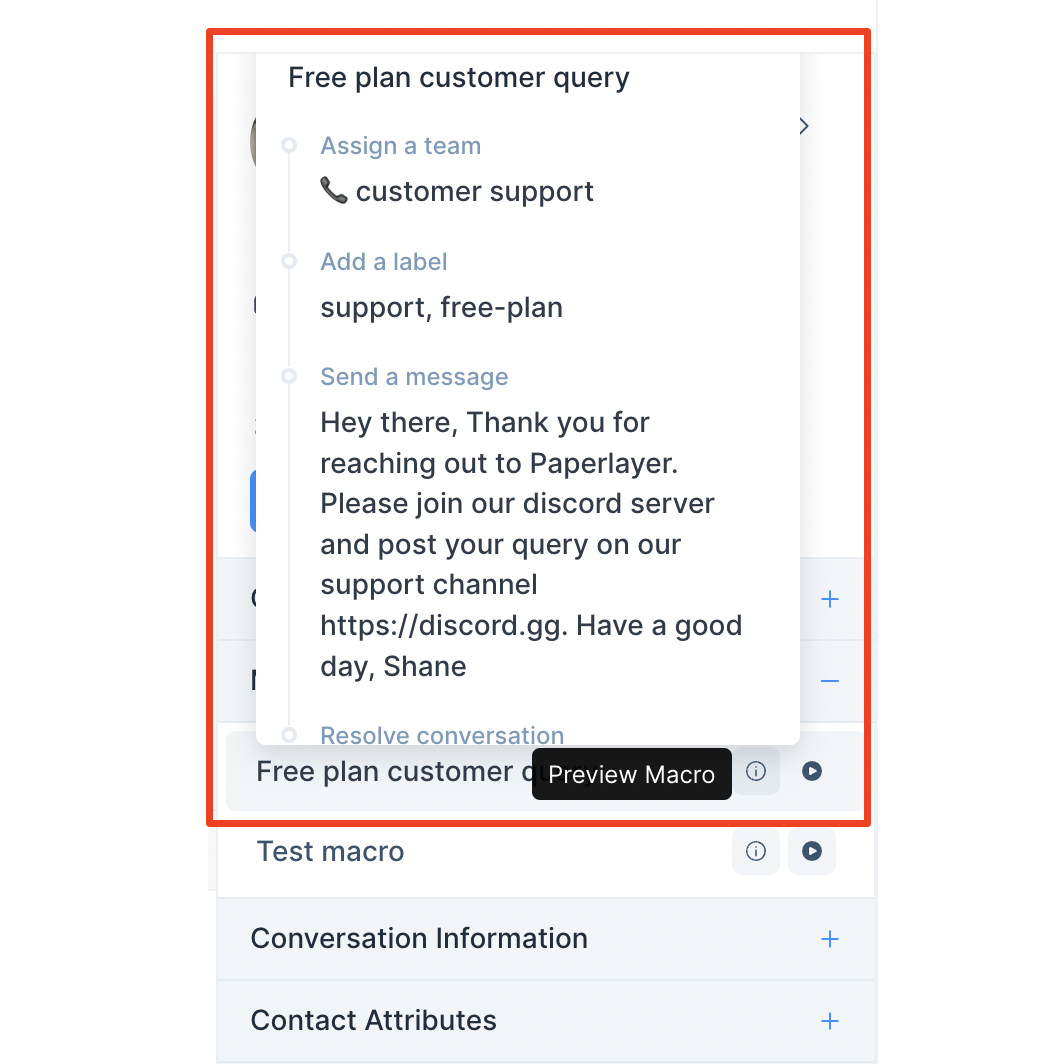 Free plan customer query
Assign a team
📞 customer support
Add a label
support, free-plan
Send a message
Hey there, Thank you for
reaching out to Paperlayer.
Please join our discord server
and post your query on our
support channel
https://discord.gg. Have a good
day, Shane
Resolve conversation
Free plan customer query
Preview Macro
Test macro
Conversation Information
Contact Attributes